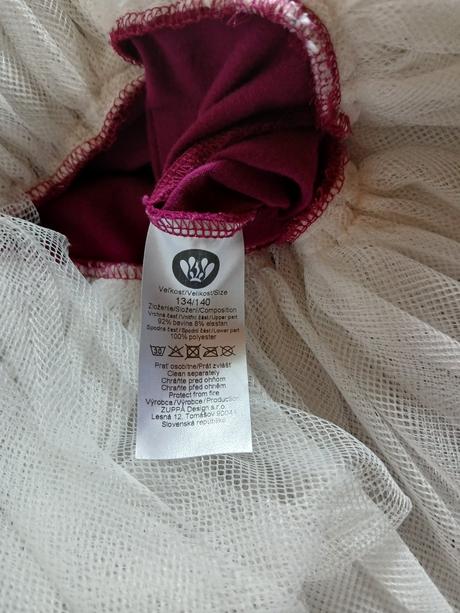 Veľkosť/Velikost/Size
134/140
Zloženie/Složení/Composition
Vrchná časť/Vrchní část/Upper part
92% bavlna 8% elastan
Spodná časť/Spodní část/Lower part
100% polyester
30
Prať osobitne/Prát zvlášť
Clean separately
Chráňte pred ohňom
Chraňte před ohněm
Protect from fire
Výrobca/Výrobce/Production
ZUPPA Design s.r.o.
Lesná 12, Tomášov 90044
Slovenská republika